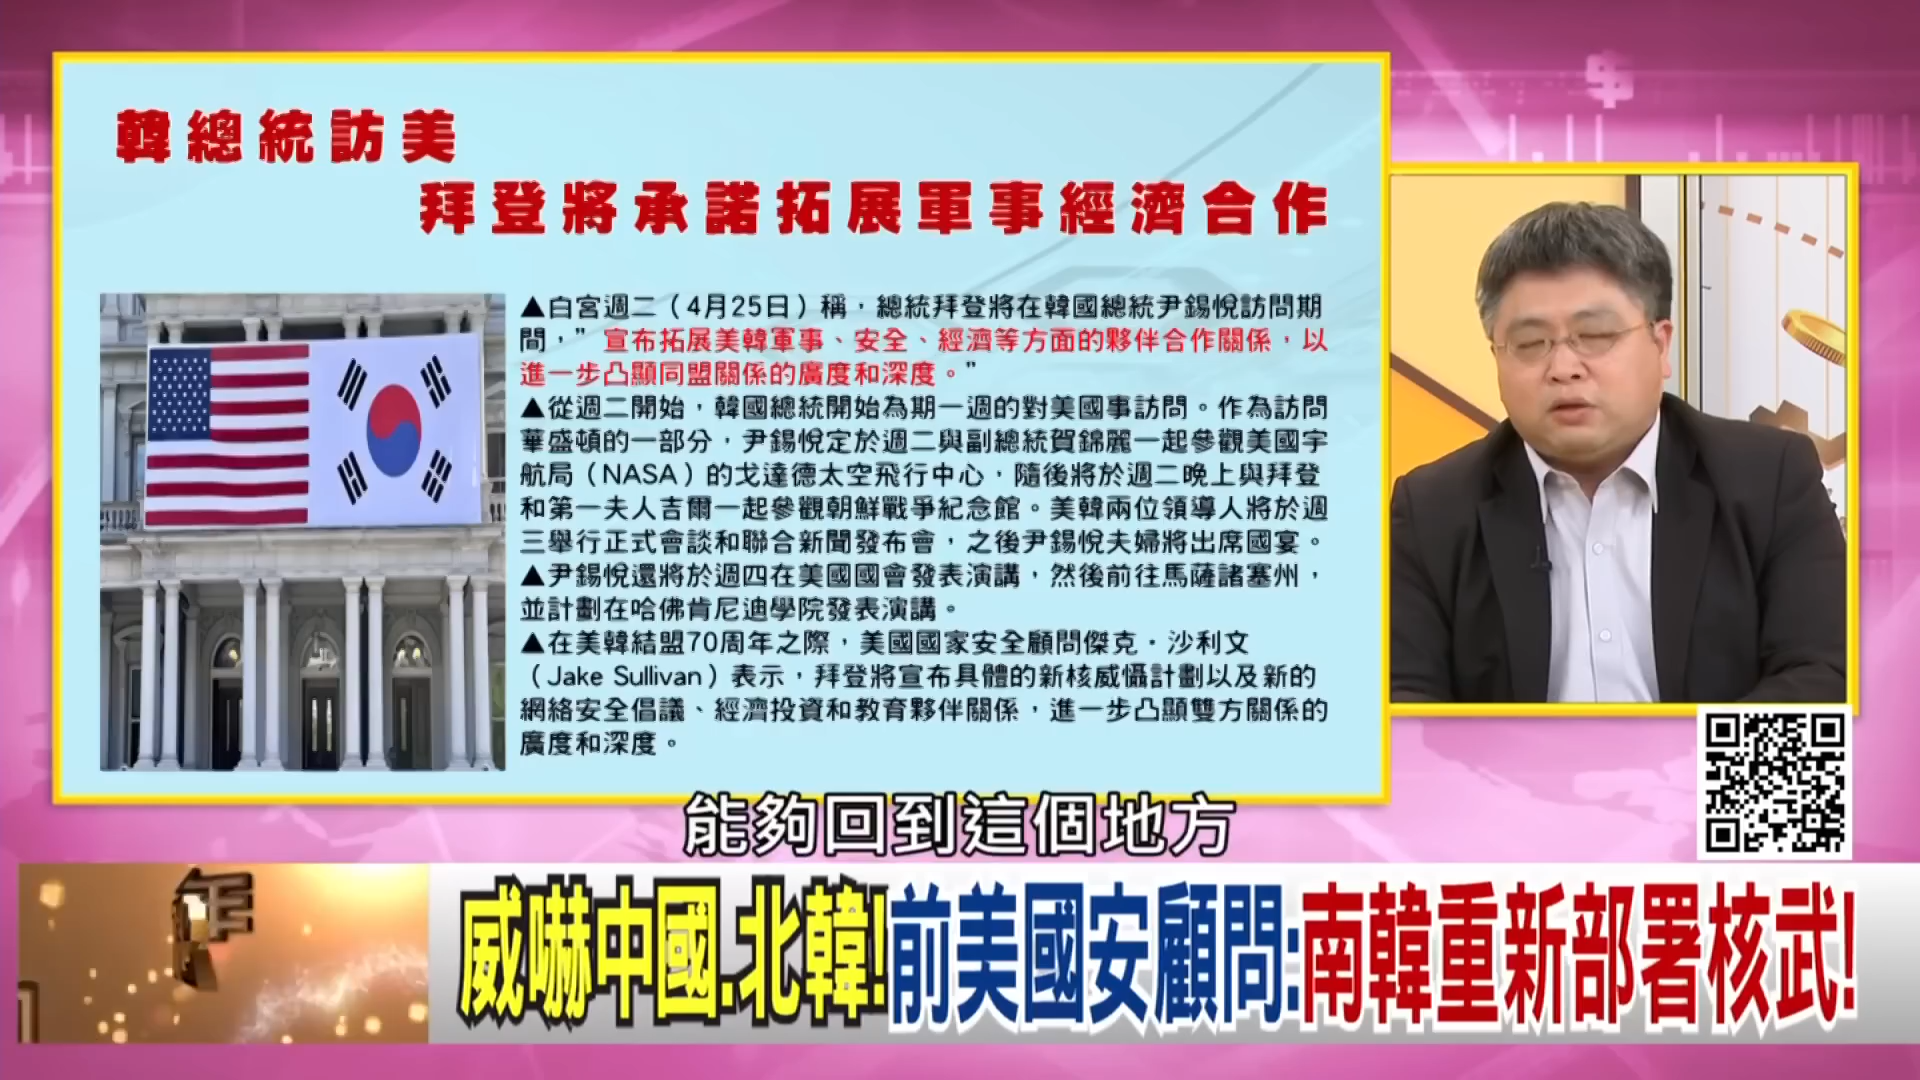 韓總統訪美
拜登將承諾拓展軍事經濟合作
▲白宮週二（4月25日）稱，總統拜登將在韓國總統尹錫悅訪問期
間，”宣布拓展美韓軍事、安全、經濟等方面的夥伴合作關係，以
進一步凸顯同盟關係的廣度和深度。”
▲從週二開始，韓國總統開始為期一週的對美國事訪問。作為訪問
華盛頓的一部分，尹錫悅定於週二與副總統賀錦麗一起參觀美國宇
航局（NASA）的戈達德太空飛行中心，隨後將於週二晚上與拜登
和第一夫人吉爾一起參觀朝鮮戰爭紀念館。美韓兩位領導人將於週
三舉行正式會談和聯合新聞發布會，之後尹錫悅夫婦將出席國宴。
▲尹錫悅還將於週四在美國國會發表演講，然後前往馬薩諸塞州，
並計劃在哈佛肯尼迪學院發表演講。
▲在美韓結盟70周年之際，美國國家安全顧問傑克·沙利文
（Jake Sullivan）表示，拜登將宣布具體的新核威懾計劃以及新的
網絡安全倡議、經濟投資和教育夥伴關係，進一步凸顯雙方關係的
廣度和深度。
能夠回到這個地方
威嚇中國.北韓!前美國安顧問:南韓重新部署核武!